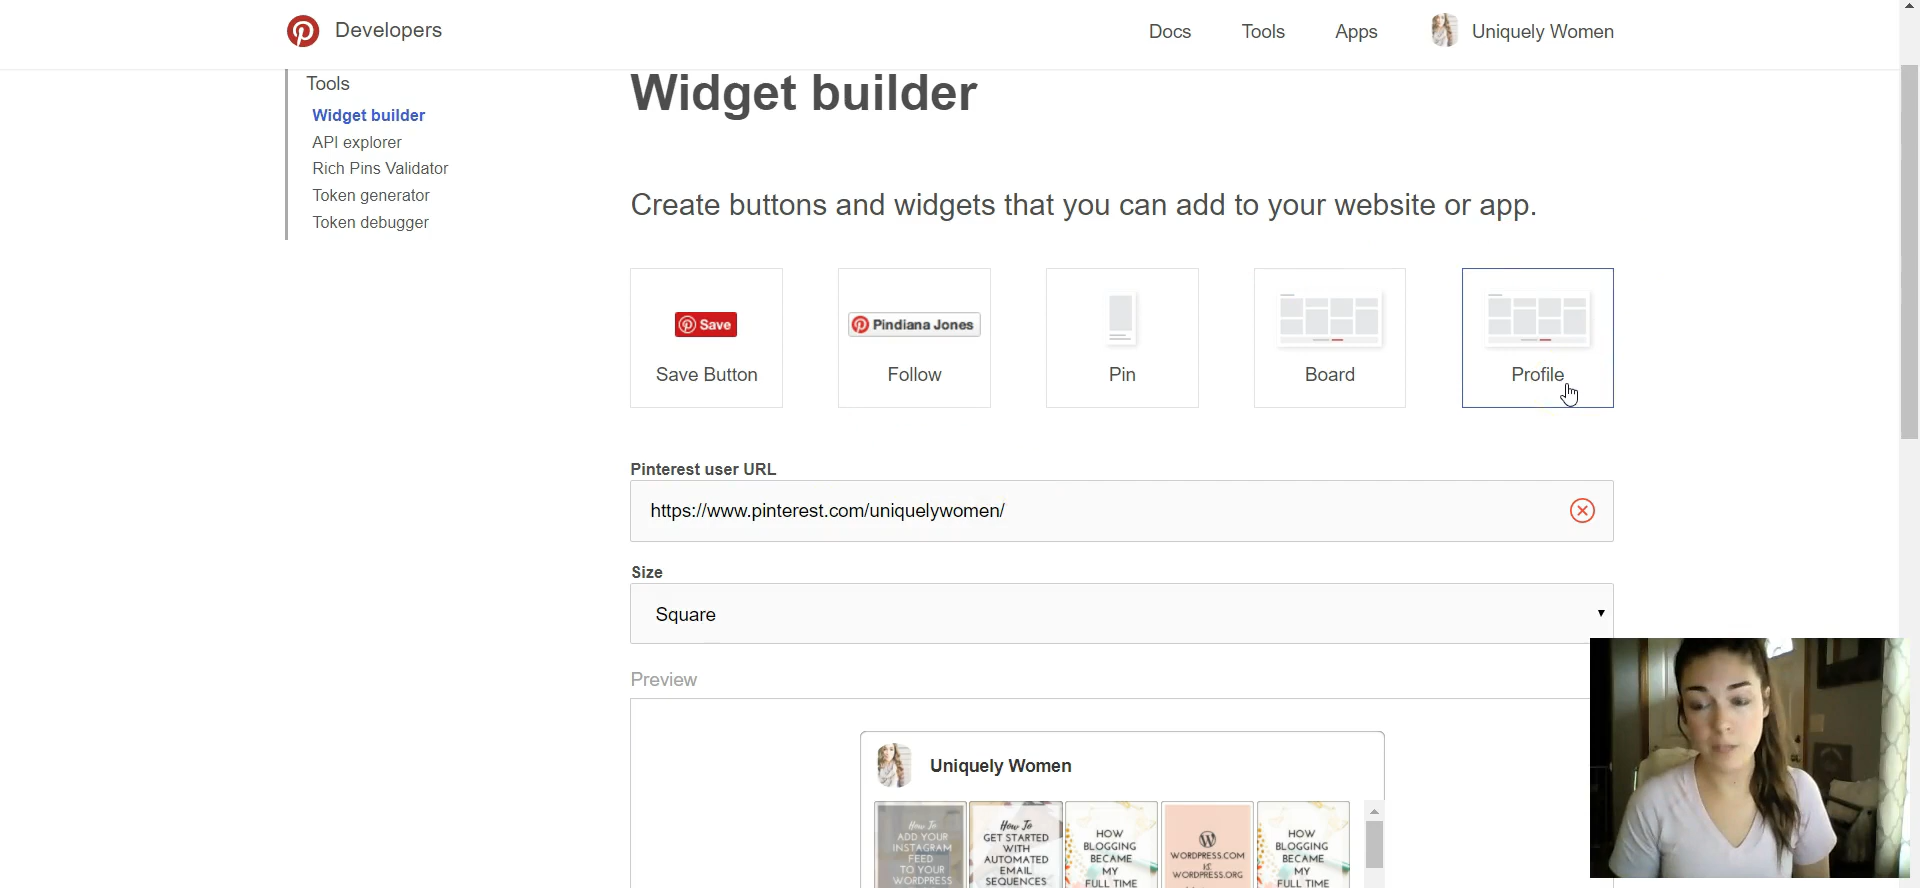 Developers
Docs
Tools
Apps
Uniquely Women
Tools
Widget builder
API explorer
Rich Pins Validator
Token generator
Token debugger
Widget builder
Create buttons and widgets that you can add to your website or app.
Save
Save Button
Pindiana Jones
Follow
Pin
Board
Profile
Pinterest user URL
https://www.pinterest.com/uniquelywomen/
Size
Square
Preview
Uniquely Women
How To
ADD YOUR
INSTAGRAM
FEED
TO YOUR
WORDPRESS
How To
GET STARTED
WITH
AUTOMATED
EMAIL
SEQUENCES
HOW
BLOGGING
BECAME
MY
FULL TIME
WORDPRESS.COM
vs
WORDPRESS.ORG
HOW
BLOGGING
BECAME
MY
FULL TIME